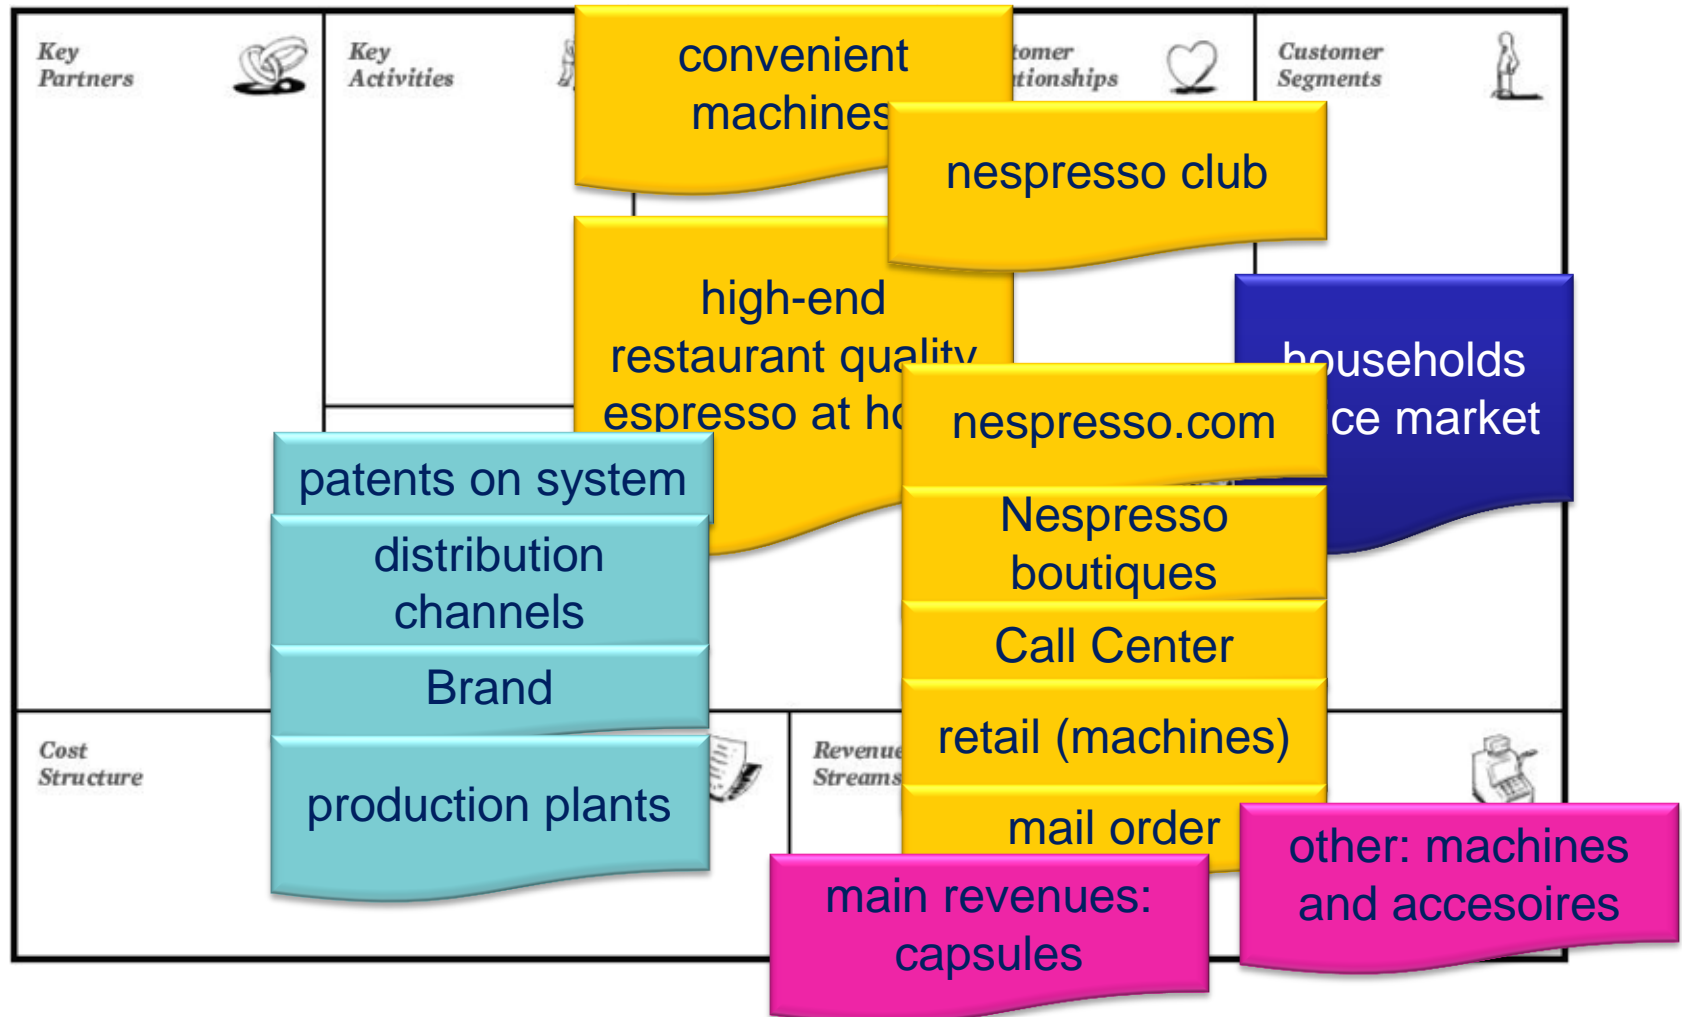 Key
Partners
Key
Activities
convenient
machines
tomer
tionships
Customer
Segments
nespresso club
high-end
restaurant quality
espresso at
households
ce market
nespresso.com
patents on system
distribution
channels
Brand
production plants
Nespresso
boutiques
Call Center
retail (machines)
mail order
Cost
Structure
Revenue
Streams
main revenues:
capsules
other: machines
and accesoires